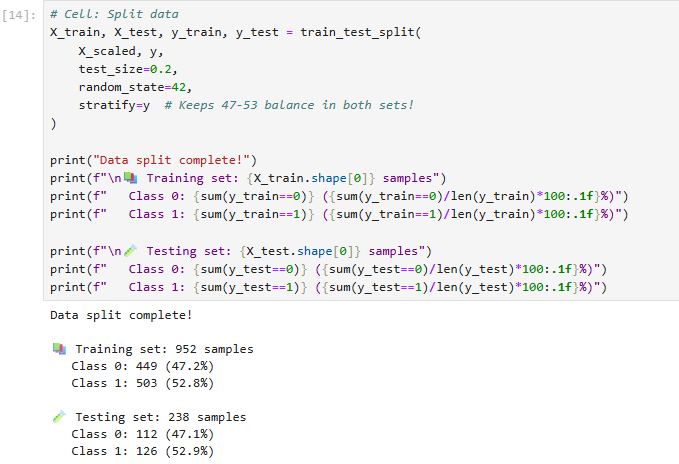 [14]:
# Cell: Split data
X_train, X_test, y_train, y_test = train_test_split(
    X_scaled, y,
    test_size=0.2,
    random_state=42,
    stratify=y  # Keeps 47-53 balance in both sets!
)

print("Data split complete!")
print(f"\n📚 Training set: {X_train.shape[0]} samples")
print(f"   Class 0: {sum(y_train==0)} ({sum(y_train==0)/len(y_train)*100:.1f}%)")
print(f"   Class 1: {sum(y_train==1)} ({sum(y_train==1)/len(y_train)*100:.1f}%)")

print(f"\n🧪 Testing set: {X_test.shape[0]} samples")
print(f"   Class 0: {sum(y_test==0)} ({sum(y_test==0)/len(y_test)*100:.1f}%)")
print(f"   Class 1: {sum(y_test==1)} ({sum(y_test==1)/len(y_test)*100:.1f}%)")
Data split complete!

📚 Training set: 952 samples
   Class 0: 449 (47.2%)
   Class 1: 503 (52.8%)

🧪 Testing set: 238 samples
   Class 0: 112 (47.1%)
   Class 1: 126 (52.9%)